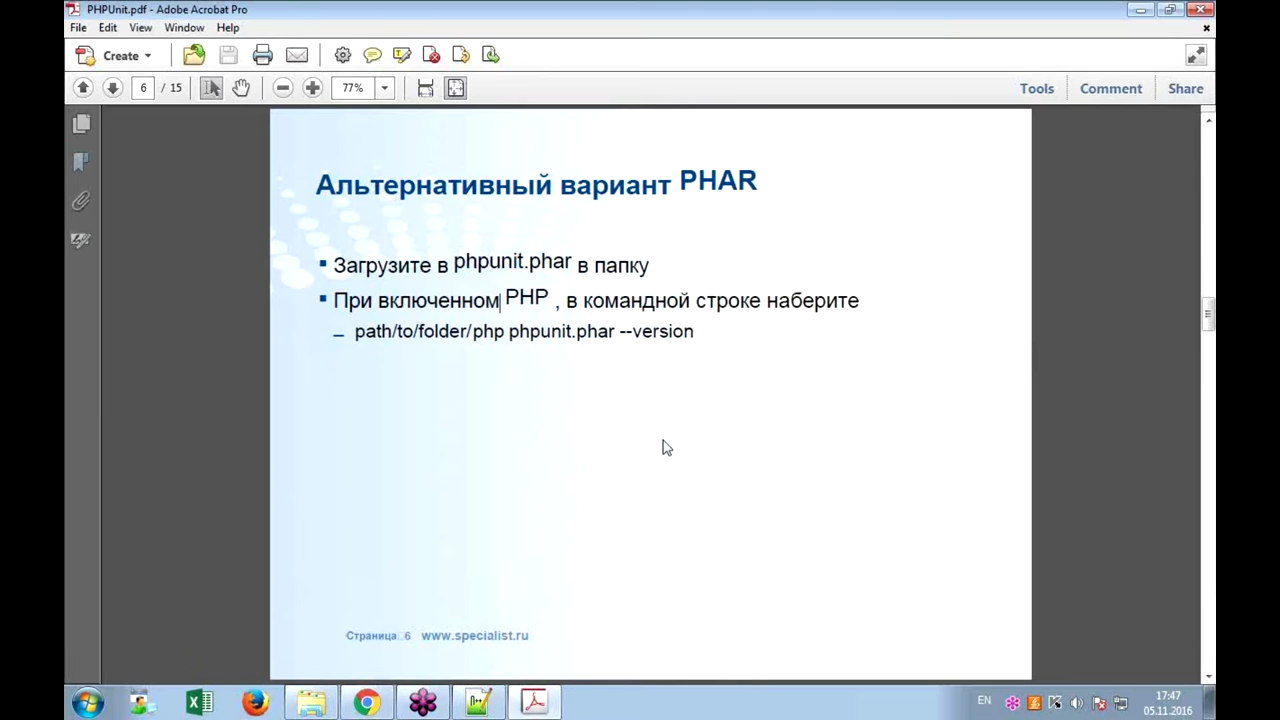 PHPUnit.pdf - Adobe Acrobat Pro
File Edit View Window Help
Create
6 / 15 77% Tools Comment Share
Альтернативный вариант PHAR
Загрузите в phpunit.phar в папку
При включенном PHP , в командной строке наберите
path/to/folder/php phpunit.phar --version
Страница 6 www.specialist.ru
EN 17:47
05.11.2016